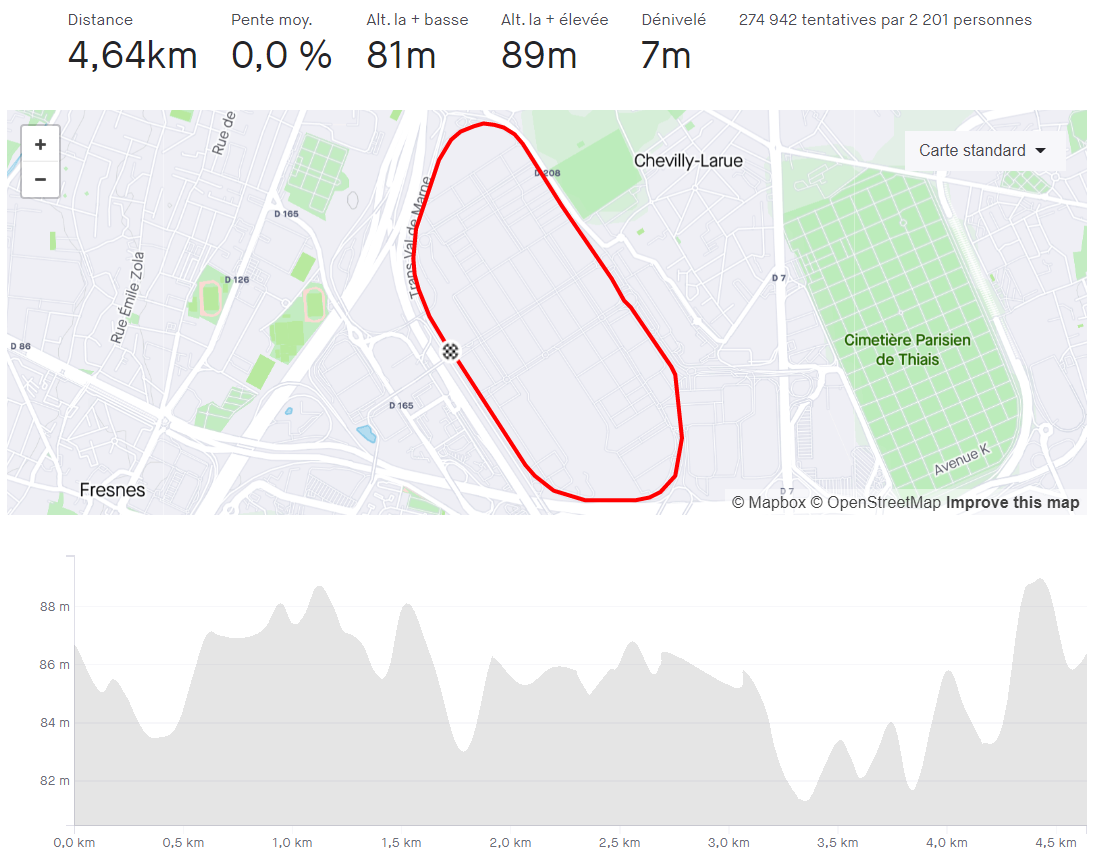 Distance
Pente moy.
Alt. la + basse
Alt. la + élevée
Dénivelé
274 942 tentatives par 2 201 personnes
4,64km
0,0 %
81m
89m
7m
+
−
Rue de
Chevilly-Larue
Carte standard
D 208
Trans Val de Marne
D 165
Rue Émile Zola
D 126
D 7
D 86
Cimetière Parisien
de Thiais
D 165
Avenue K
Fresnes
D 7
© Mapbox © OpenStreetMap Improve this map
88 m
86 m
84 m
82 m
0,0 km
0,5 km
1,0 km
1,5 km
2,0 km
2,5 km
3,0 km
3,5 km
4,0 km
4,5 km